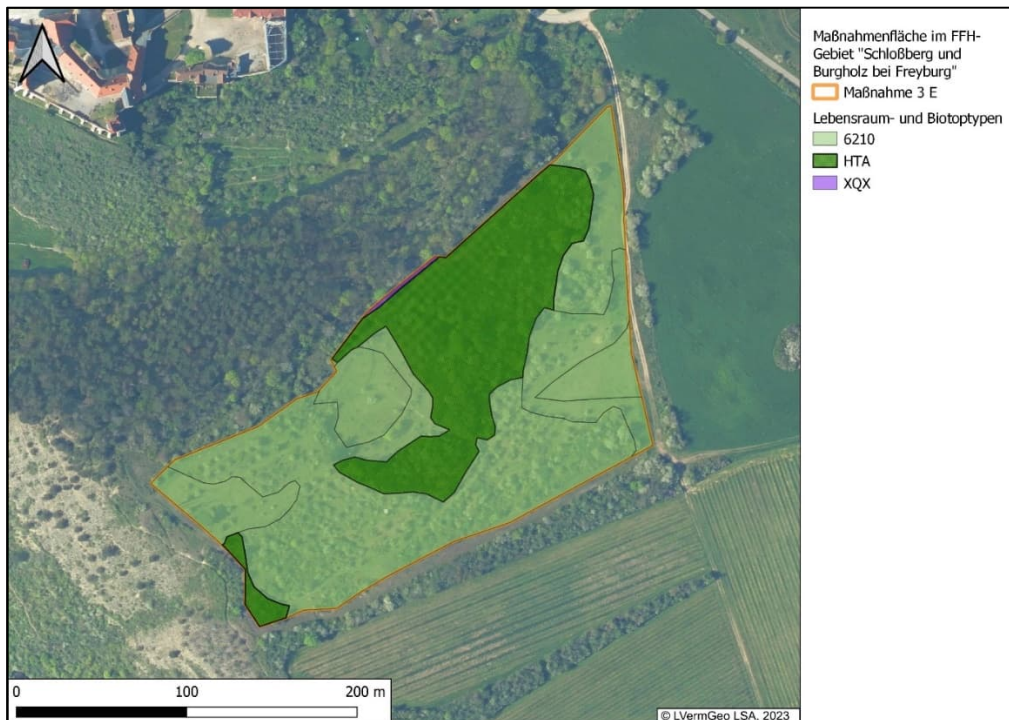 Maßnahmenfläche im FFH-
Gebiet "Schloßberg und
Burgholz bei Freyburg"
Maßnahme 3 E
Lebensraum- und Biotoptypen
6210
HTA
XQX
0 100 200 m
© LVermGeo LSA, 2023